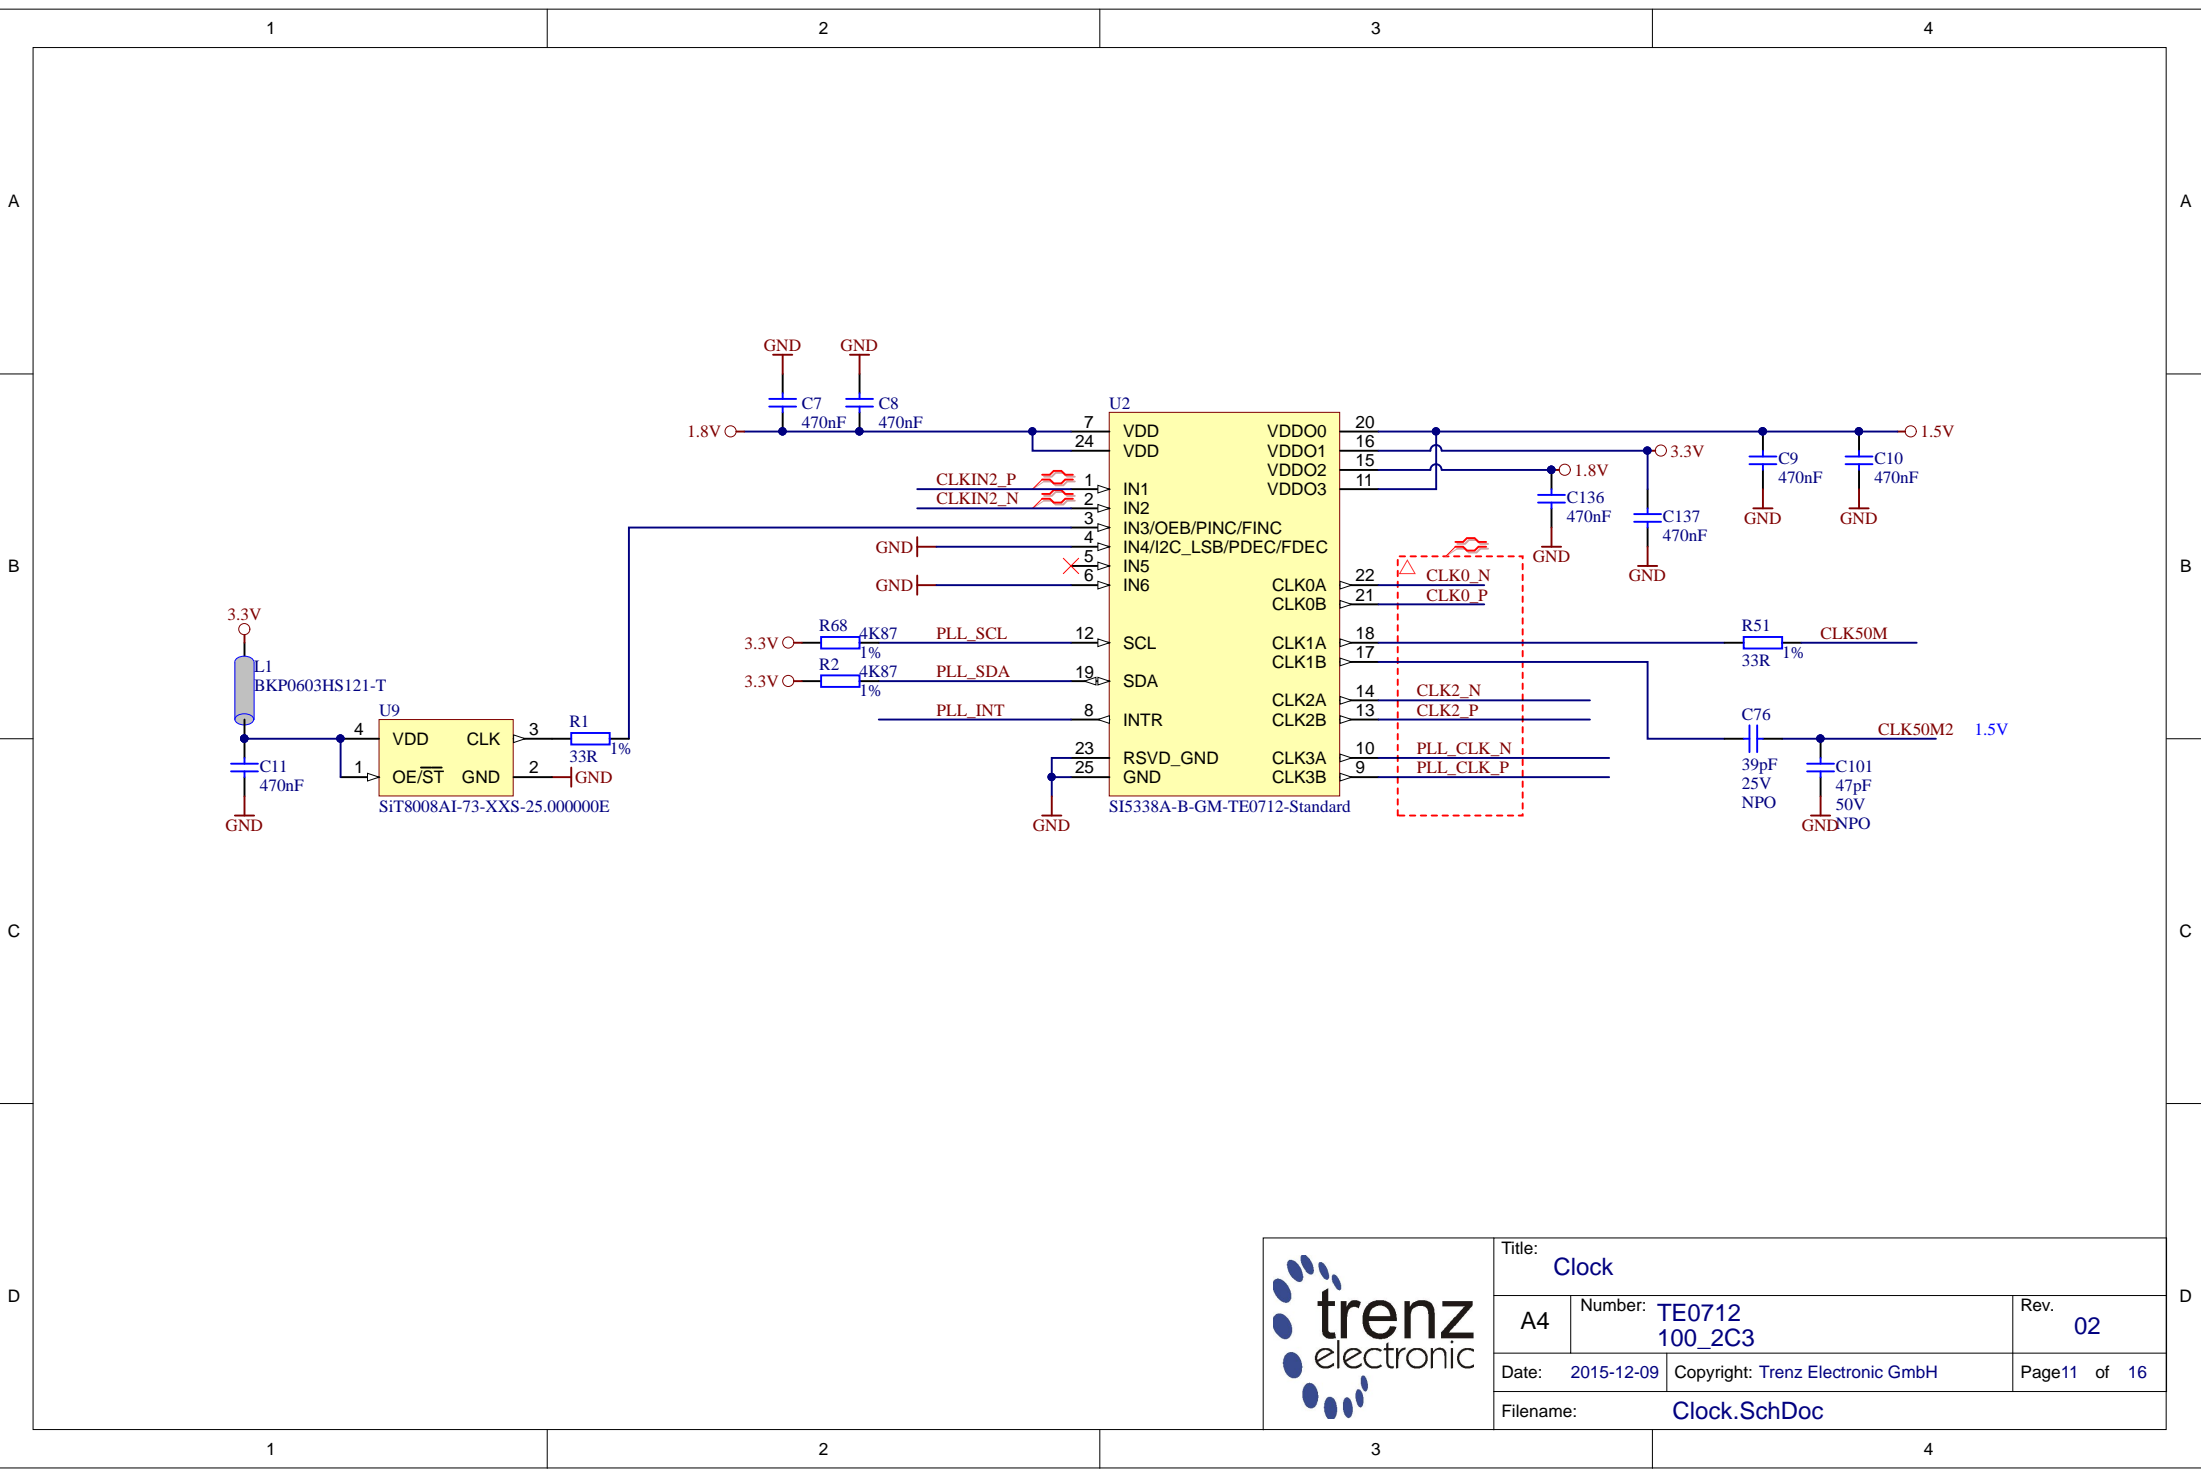 1 2 3 4
A A
GND GND
C7 C8
470nF 470nF
U2
1.8V 7 VDD VDDO0 20 1.5V
24 VDD VDDO1 16 3.3V
VDDO2 15 1.8V
C9 C10
470nF 470nF
CLKIN2_P 1 IN1 VDDO3 11
CLKIN2_N 2 IN2
C136
470nF
C137
470nF
GND GND
3 IN3/OEB/PINC/FINC
GND 4 IN4/I2C_LSB/PDEC/FDEC
GND
B 5 IN5 B
GND
GND 6 IN6 CLK0A 22 CLK0_N
CLK0B 21 CLK0_P
3.3V
R68 R51
3.3V 4K87 PLL_SCL 12 SCL CLK1A 18 CLK50M
1% 33R 1%
CLK1B 17
L1
BKP0603HS121-T
R2
3.3V 4K87 PLL_SDA 19 SDA
1%
CLK2A 14 CLK2_N
PLL_INT 8 INTR CLK2B 13 CLK2_P
U9
4 VDD CLK 3 R1
33R 1%
C76
CLK50M2 1.5V
39pF
25V
NPO
23 RSVD_GND CLK3A 10 PLL_CLK_N
25 GND CLK3B 9 PLL_CLK_P
C11
470nF
1 OE/ST GND 2 GND
C101
47pF
50V
NPO
SiT8008AI-73-XXS-25.000000E
SI5338A-B-GM-TE0712-Standard
GND GND GND
C C
D D
trenz
electronic
Title:
Clock
A4 Number: TE0712
100_2C3
Rev.
02
Date: 2015-12-09 Copyright: Trenz Electronic GmbH Page11 of 16
Filename: Clock.SchDoc
1 2 3 4